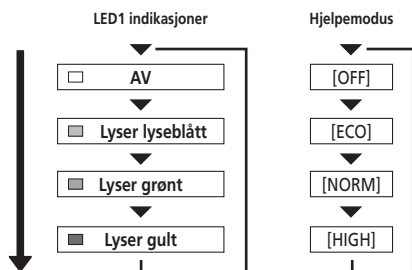 LED1 indikasjoner
Hjelpemodus
AV
[OFF]
Lyser lyseblått
[ECO]
Lyser grønt
[NORM]
Lyser gult
[HIGH]